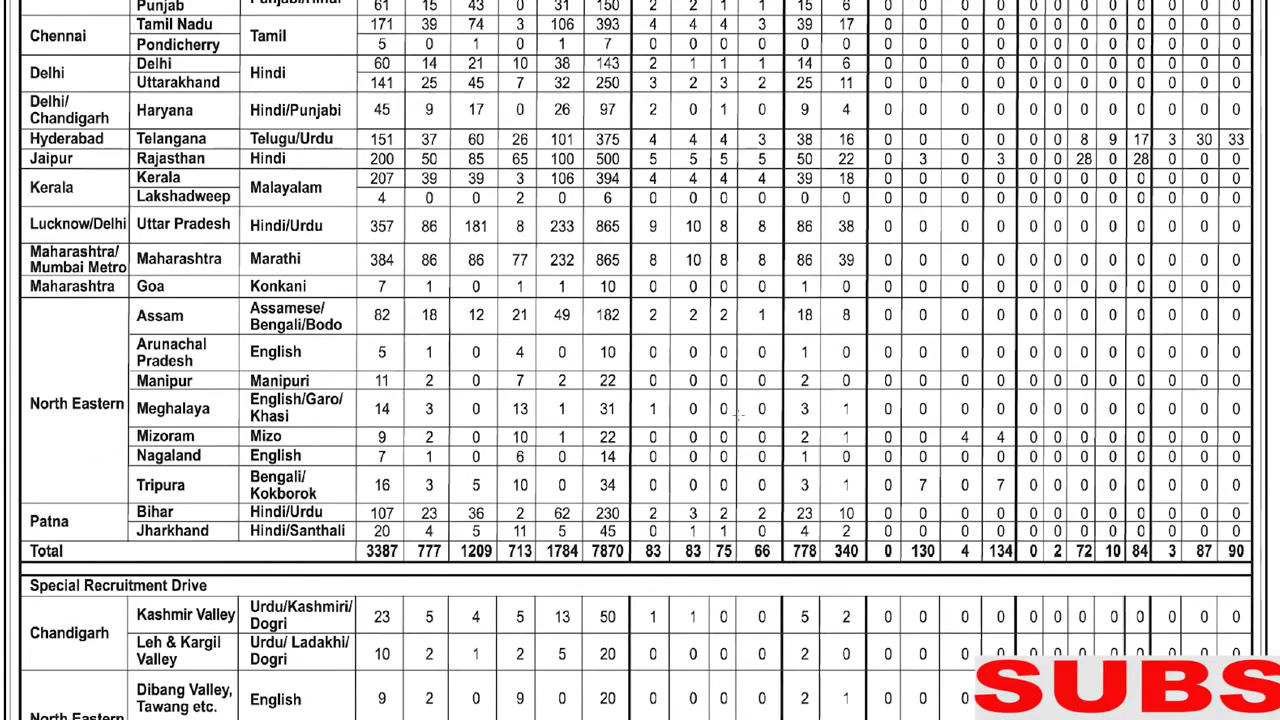 Punjab Punjabi/Hindi 61 15 43 0 31 150 2 2 1 1 15 6
Chennai Tamil Nadu Tamil 171 39 74 3 106 393 4 4 4 3 39 17 0 0 0 0 0 0 0 0 0 0 0 0
Pondicherry 5 0 1 0 1 7 0 0 0 0 0 0 0 0 0 0 0 0 0 0 0 0 0 0
Delhi Delhi Hindi 60 14 21 10 38 143 2 1 1 1 14 6 0 0 0 0 0 0 0 0 0 0 0 0
Uttarakhand 141 25 45 7 32 250 3 2 3 2 25 11 0 0 0 0 0 0 0 0 0 0 0 0
Delhi/
Chandigarh Haryana Hindi/Punjabi 45 9 17 0 26 97 2 0 1 0 9 4 0 0 0 0 0 0 0 0 0 0 0 0
Hyderabad Telangana Telugu/Urdu 151 37 60 26 101 375 4 4 4 3 38 16 0 0 0 0 0 0 8 9 17 3 30 33
Jaipur Rajasthan Hindi 200 50 85 65 100 500 5 5 5 5 50 22 0 3 0 3 0 0 28 0 28 0 0 0
Kerala Kerala Malayalam 207 39 39 3 106 394 4 4 4 4 39 18 0 0 0 0 0 0 0 0 0 0 0 0
Lakshadweep 4 0 0 2 0 6 0 0 0 0 0 0 0 0 0 0 0 0 0 0 0 0 0 0
Lucknow/Delhi Uttar Pradesh Hindi/Urdu 357 86 181 8 233 865 9 10 8 8 86 38 0 0 0 0 0 0 0 0 0 0 0 0
Maharashtra/
Mumbai Metro Maharashtra Marathi 384 86 86 77 232 865 8 10 8 8 86 39 0 0 0 0 0 0 0 0 0 0 0 0
Maharashtra Goa Konkani 7 1 0 1 1 10 0 0 0 0 1 0 0 0 0 0 0 0 0 0 0 0 0 0
North Eastern Assam Assamese/
Bengali/Bodo 82 18 12 21 49 182 2 2 2 1 18 8 0 0 0 0 0 0 0 0 0 0 0 0
Arunachal
Pradesh English 5 1 0 4 0 10 0 0 0 0 1 0 0 0 0 0 0 0 0 0 0 0 0 0
Manipur Manipuri 11 2 0 7 2 22 0 0 0 0 2 0 0 0 0 0 0 0 0 0 0 0 0 0
Meghalaya English/Garo/
Khasi 14 3 0 13 1 31 1 0 0 0 3 1 0 0 0 0 0 0 0 0 0 0 0 0
Mizoram Mizo 9 2 0 10 1 22 0 0 0 0 2 1 0 0 4 4 0 0 0 0 0 0 0 0
Nagaland English 7 1 0 6 0 14 0 0 0 0 1 0 0 0 0 0 0 0 0 0 0 0 0 0
Tripura Bengali/
Kokborok 16 3 5 10 0 34 0 0 0 0 3 1 0 7 0 7 0 0 0 0 0 0 0 0
Patna Bihar Hindi/Urdu 107 23 36 2 62 230 2 3 2 2 23 10 0 0 0 0 0 0 0 0 0 0 0 0
Jharkhand Hindi/Santhali 20 4 5 11 5 45 0 1 1 0 4 2 0 0 0 0 0 0 0 0 0 0 0 0
Total 3387 777 1209 713 1784 7870 83 83 75 66 778 340 0 130 4 134 0 2 72 10 84 3 87 90
Special Recruitment Drive
Chandigarh Kashmir Valley Urdu/Kashmiri/
Dogri 23 5 4 5 13 50 1 1 0 0 5 2 0 0 0 0 0 0 0 0 0 0 0 0
Leh & Kargil
Valley Urdu/ Ladakhi/
Dogri 10 2 1 2 5 20 0 0 0 0 2 0 0 0 0 0 0 0 0 0 0 0 0 0
North Eastern Dibang Valley,
Tawang etc. English 9 2 0 9 0 20 0 0 0 0 2 1 0 0 0
SUBS